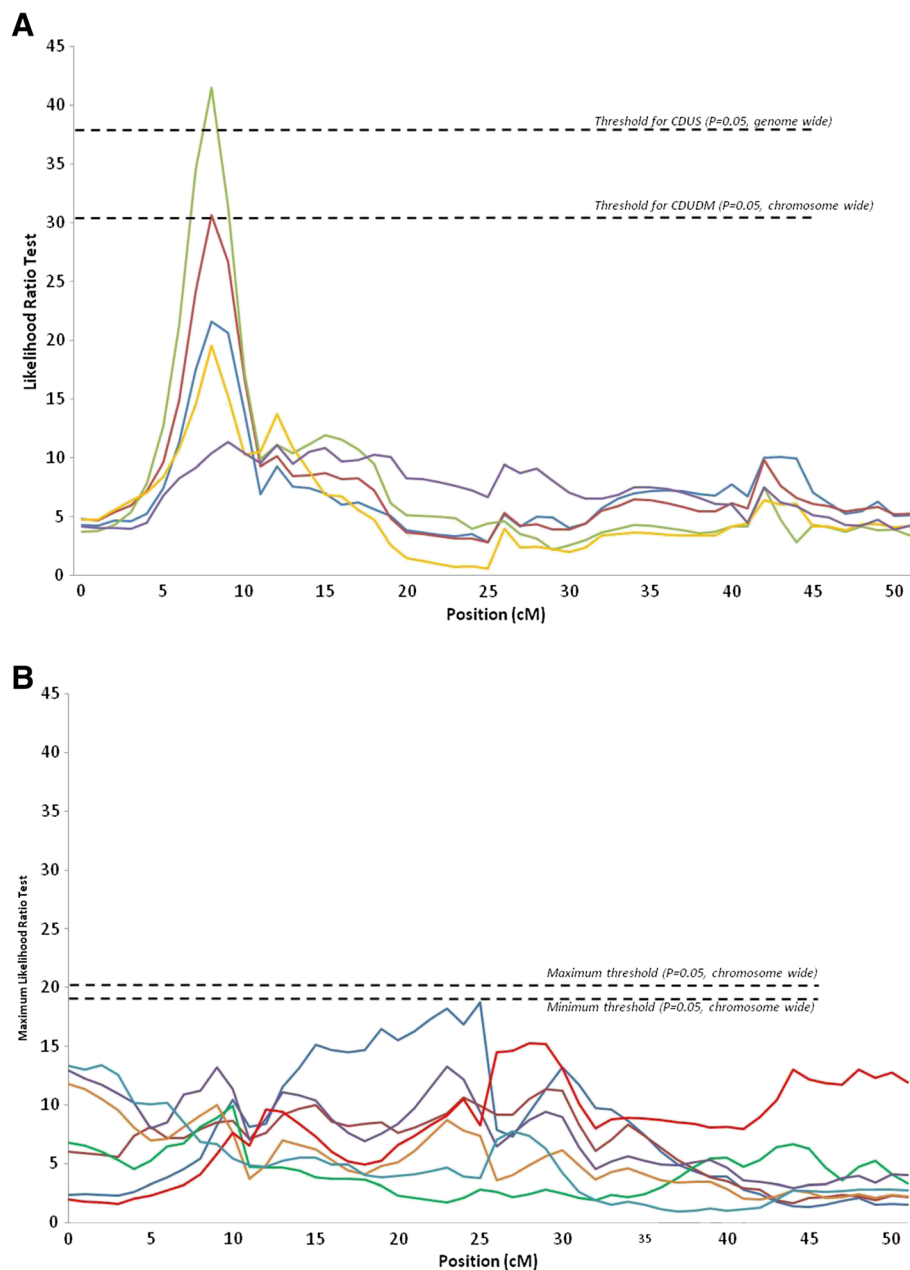 A
45
40
35
30
25
20
15
10
5
0
Likelihood Ratio Test
Threshold for CDUS (P=0.05, genome wide)
Threshold for CDUDM (P=0.05, chromosome wide)
0 5 10 15 20 25 30 35 40 45 50
Position (cM)
B
45
40
35
30
25
20
15
10
5
0
Maximum Likelihood Ratio Test
Maximum threshold (P=0.05, chromosome wide)
Minimum threshold (P=0.05, chromosome wide)
0 5 10 15 20 25 30 35 40 45 50
Position (cM)